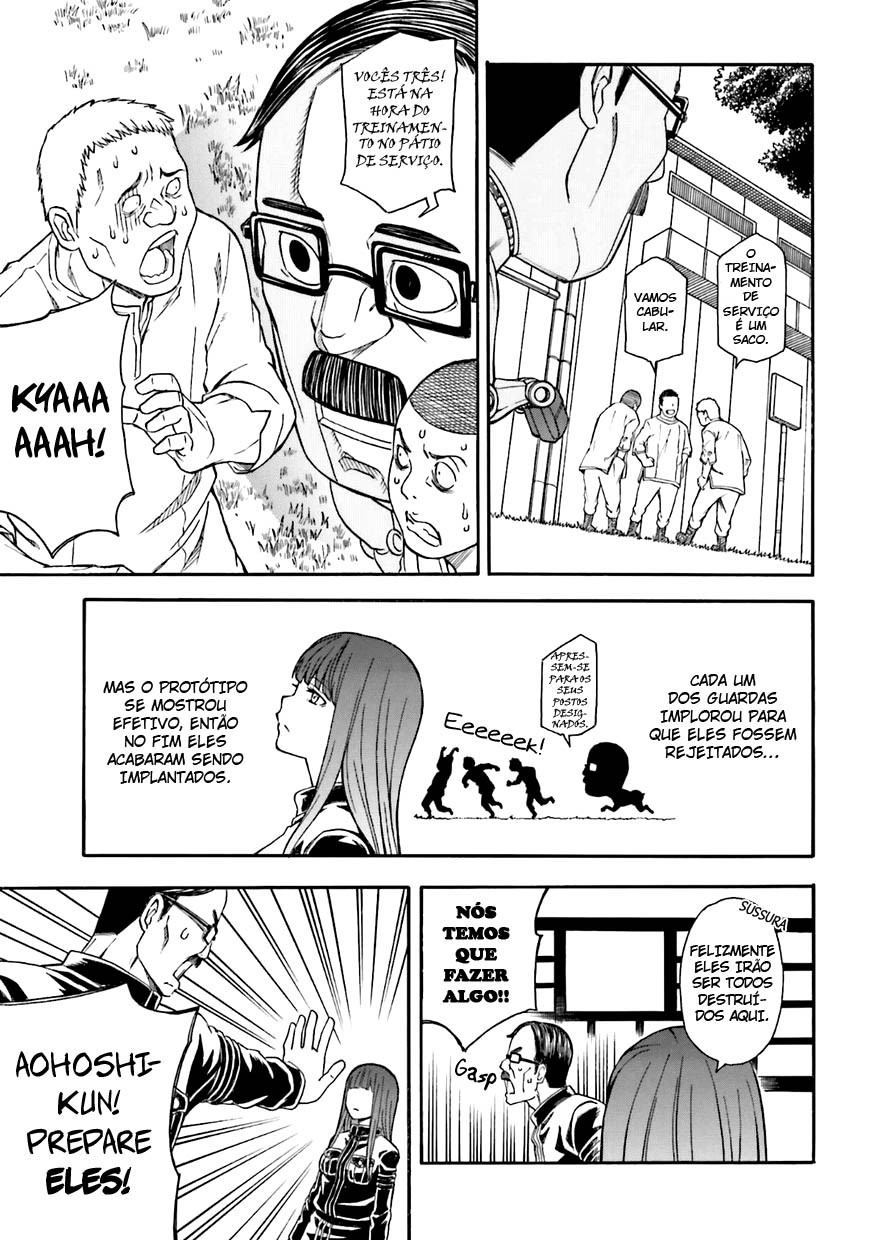 O
TREINA-
MENTO
DE
SERVIÇO
É UM
SACO.
VAMOS
CABULAR.
VOCÊS TRÊS!
ESTÁ NA
HORA DO
TREINAMEN-
TO NO PÁTIO
DE SERVIÇO.
KYAAA
AAAH!
CADA UM
DOS GUARDAS
IMPLOROU PARA
QUE ELES FOSSEM
REJEITADOS...
APRES-
SEM-SE
PARA OS
SEUS
POSTOS
DESIG-
NADOS.
Eeeeeek!
MAS O PROTÓTIPO
SE MOSTROU
EFETIVO, ENTÃO
NO FIM ELES
ACABARAM SENDO
IMPLANTADOS.
SUSSURA
FELIZMENTE
ELES IRÃO
SER TODOS
DESTRUÍ-
DOS AQUI.
NÓS
TEMOS
QUE
FAZER
ALGO!!
Gasp
AOHOSHI-
KUN!
PREPARE
ELES!